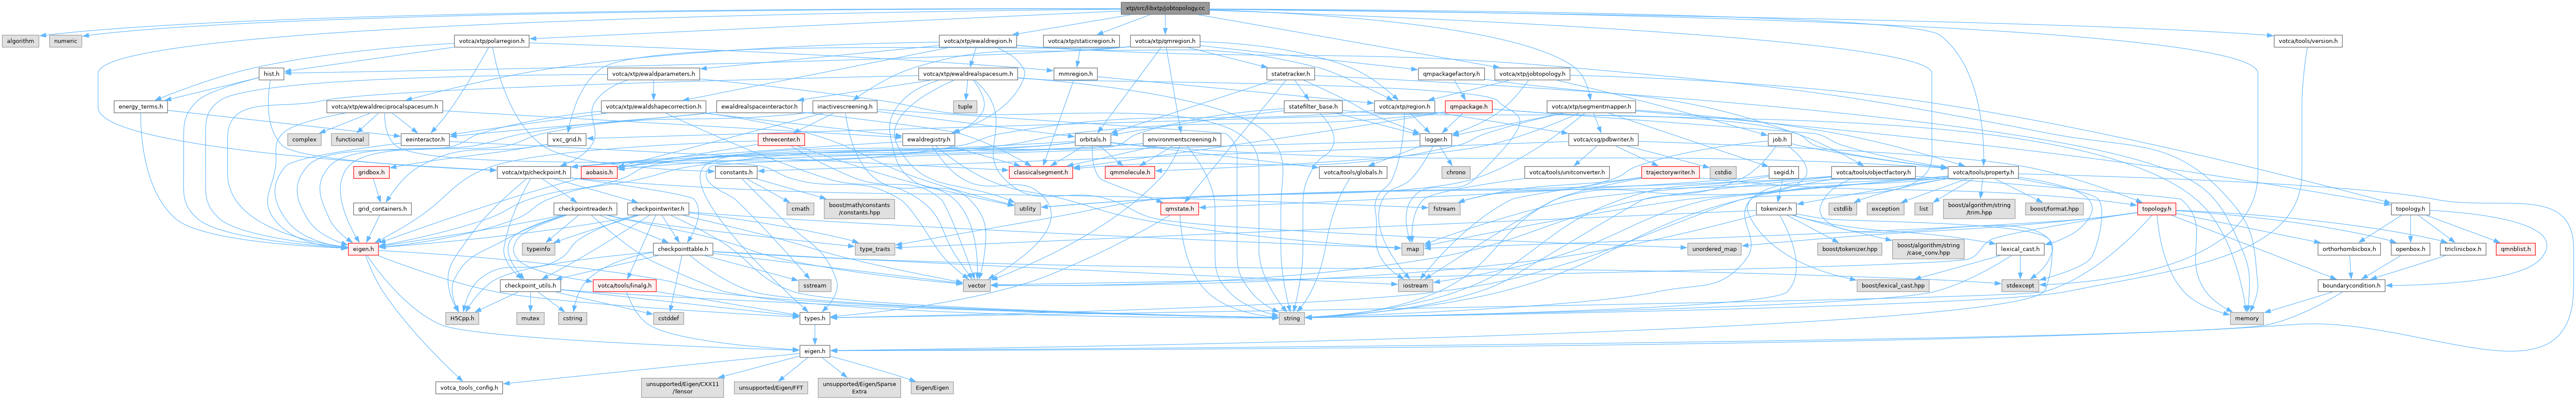 xtp/src/libxtp/jobtopology.cc
algorithm
numeric
votca/xtp/polarregion.h
votca/xtp/ewaldregion.h
votca/xtp/staticregion.h
votca/xtp/qmregion.h
votca/tools/version.h
hist.h
votca/xtp/ewaldparameters.h
votca/xtp/ewaldrealspacesum.h
mmregion.h
statetracker.h
qmpackagefactory.h
votca/xtp/jobtopology.h
energy_terms.h
votca/xtp/ewaldreciprocalspacesum.h
votca/xtp/ewaldshapecorrection.h
ewaldrealspaceinteractor.h
inactivescreening.h
tuple
statefilter_base.h
votca/xtp/region.h
qmpackage.h
votca/xtp/segmentmapper.h
complex
functional
eeinteractor.h
vxc_grid.h
threecenter.h
ewaldregistry.h
orbitals.h
environmentscreening.h
logger.h
votca/csg/pdbwriter.h
job.h
gridbox.h
votca/xtp/checkpoint.h
aobasis.h
constants.h
classicalsegment.h
qmmolecule.h
votca/tools/globals.h
chrono
votca/tools/unitconverter.h
trajectorywriter.h
cstdio
segid.h
votca/tools/objectfactory.h
votca/tools/property.h
grid_containers.h
checkpointreader.h
checkpointwriter.h
cmath
boost/math/constants
/constants.hpp
utility
qmstate.h
fstream
tokenizer.h
cstdlib
exception
list
boost/algorithm/string
/trim.hpp
boost/format.hpp
topology.h
topology.h
eigen.h
typeinfo
checkpointtable.h
type_traits
map
unordered_map
boost/tokenizer.hpp
boost/algorithm/string
/case_conv.hpp
lexical_cast.h
orthorhombicbox.h
openbox.h
triclinicbox.h
qmnblist.h
checkpoint_utils.h
votca/tools/linalg.h
sstream
vector
iostream
boost/lexical_cast.hpp
stdexcept
boundarycondition.h
H5Cpp.h
mutex
cstring
cstddef
types.h
string
memory
eigen.h
votca_tools_config.h
unsupported/Eigen/CXX11
/Tensor
unsupported/Eigen/FFT
unsupported/Eigen/Sparse
Extra
Eigen/Eigen